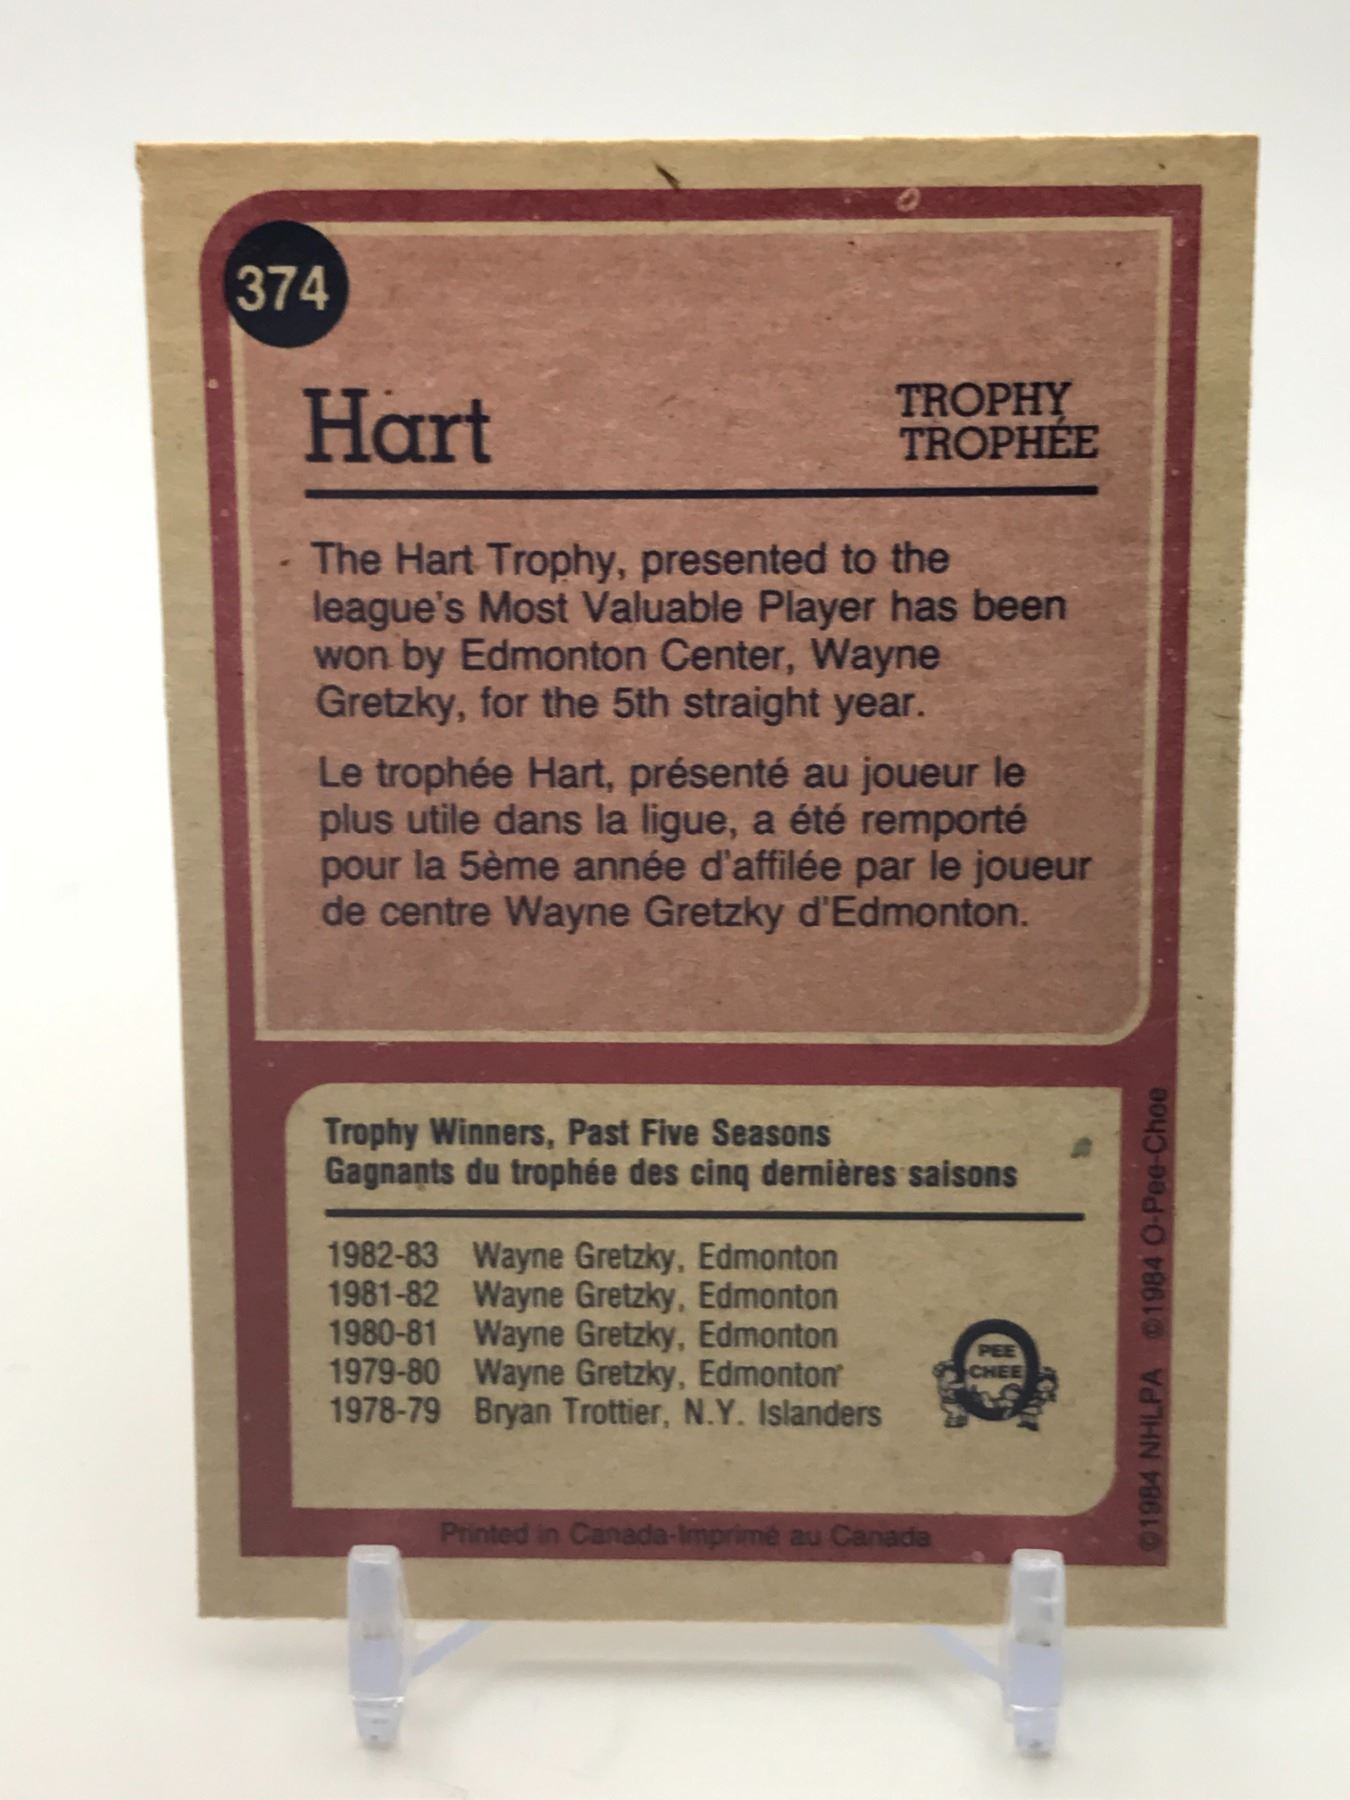 374
Hart
TROPHY
TROPHÉE
The Hart Trophy, presented to the
league's Most Valuable Player has been
won by Edmonton Center, Wayne
Gretzky, for the 5th straight year.
Le trophée Hart, présenté au joueur le
plus utile dans la ligue, a été remporté
pour la 5ème année d'affilée par le joueur
de centre Wayne Gretzky d'Edmonton.
Trophy Winners, Past Five Seasons
Gagnants du trophée des cinq dernières saisons
1982-83 Wayne Gretzky, Edmonton
1981-82 Wayne Gretzky, Edmonton
1980-81 Wayne Gretzky, Edmonton
1979-80 Wayne Gretzky, Edmonton
1978-79 Bryan Trottier, N.Y. Islanders
PEE
CHEE
©1984 NHLPA ©1984 O-Pee-Chee
Printed in Canada-Imprimé au Canada